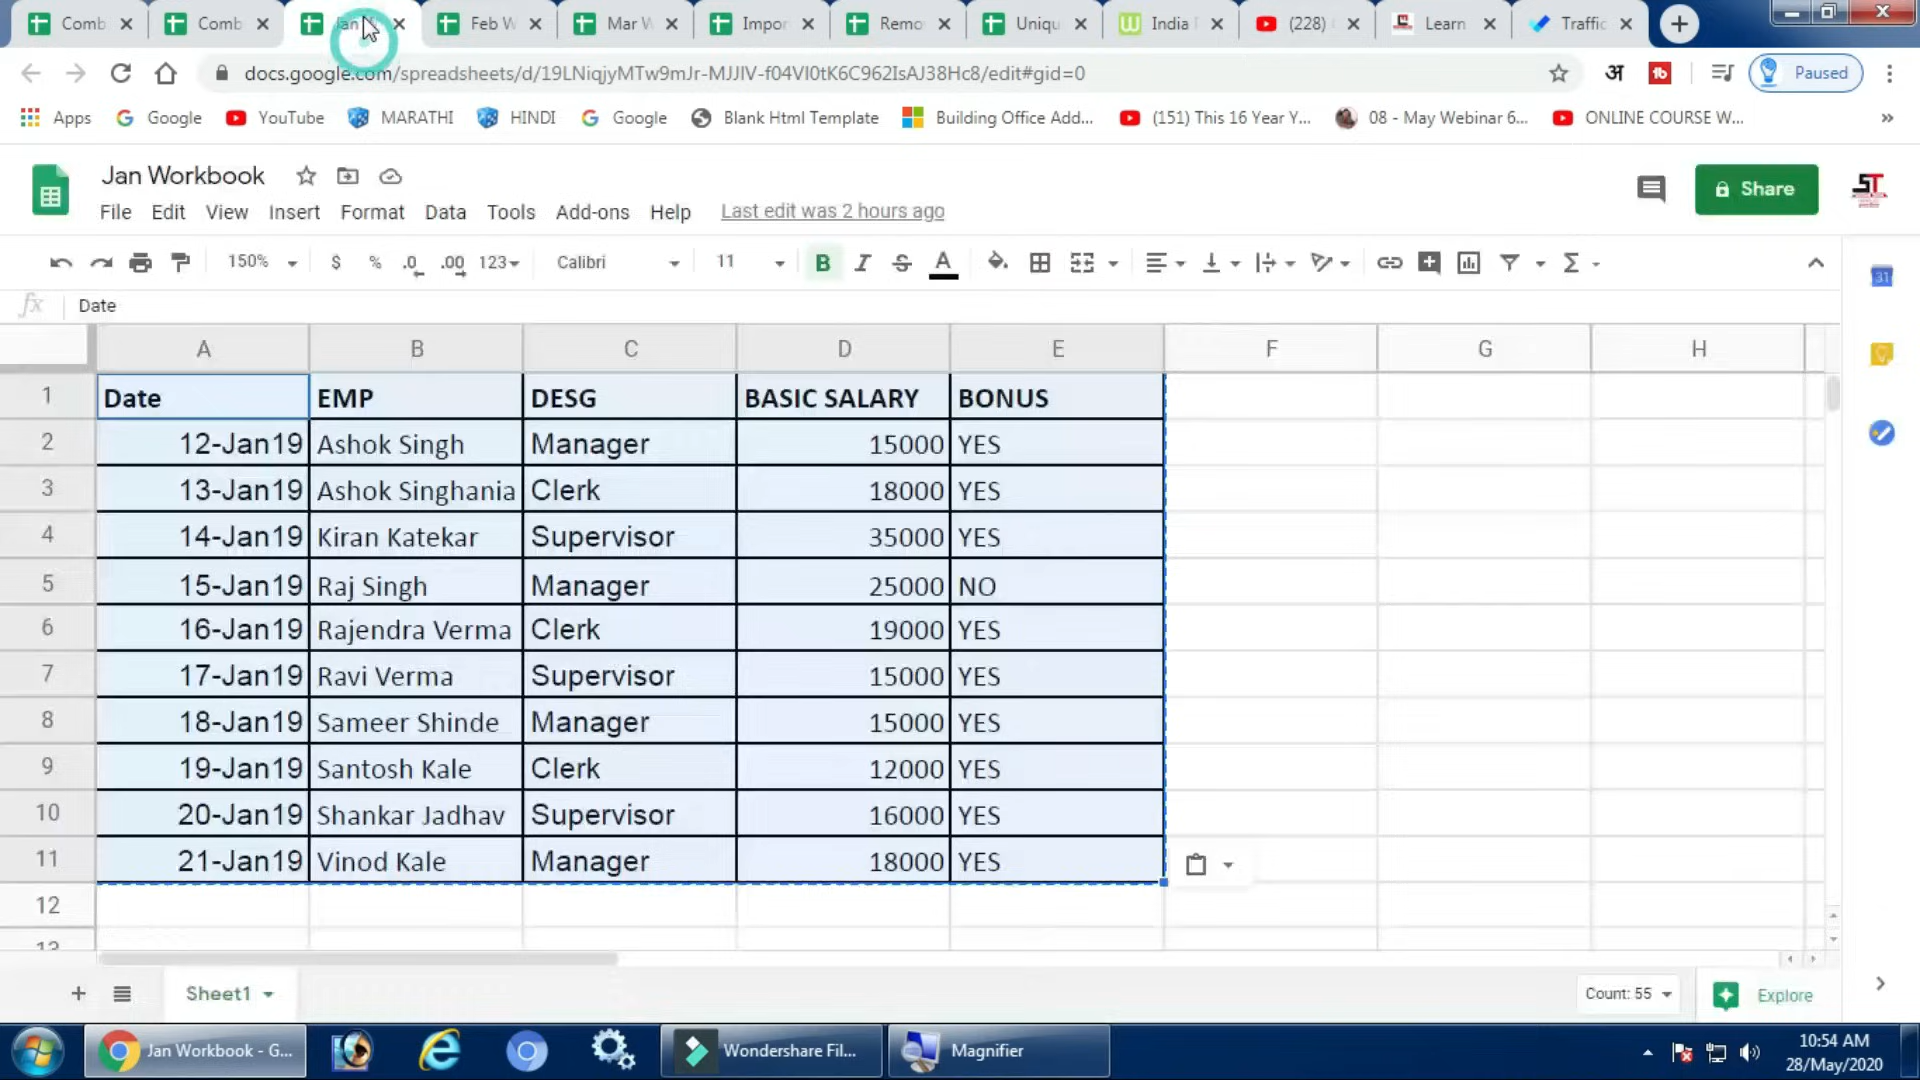 Comb
Comb
Jan
Feb W
Mar W
Impor
Remo
Uniqu
India
(228)
Learn
Traffic
docs.google.com/spreadsheets/d/19LNiqjyMTw9mJr-MJJlV-f04Vl0tK6C962IsAJ38Hc8/edit#gid=0
अ
Paused
Apps
Google
YouTube
MARATHI
HINDI
Google
Blank Html Template
Building Office Add...
(151) This 16 Year Y...
08 - May Webinar 6...
ONLINE COURSE W...
»
Jan Workbook
Share
ST
File Edit View Insert Format Data Tools Add-ons Help Last edit was 2 hours ago
150% $ % .0 .00 123 Calibri 11 B I S A Σ
31
fx Date
A B C D E F G H
1 Date EMP DESG BASIC SALARY BONUS
2 12-Jan19 Ashok Singh Manager 15000 YES
3 13-Jan19 Ashok Singhania Clerk 18000 YES
4 14-Jan19 Kiran Katekar Supervisor 35000 YES
5 15-Jan19 Raj Singh Manager 25000 NO
6 16-Jan19 Rajendra Verma Clerk 19000 YES
7 17-Jan19 Ravi Verma Supervisor 15000 YES
8 18-Jan19 Sameer Shinde Manager 15000 YES
9 19-Jan19 Santosh Kale Clerk 12000 YES
10 20-Jan19 Shankar Jadhav Supervisor 16000 YES
11 21-Jan19 Vinod Kale Manager 18000 YES
12
13
Sheet1
Count: 55
Explore
Jan Workbook - G...
Wondershare Fil...
Magnifier
10:54 AM
28/May/2020